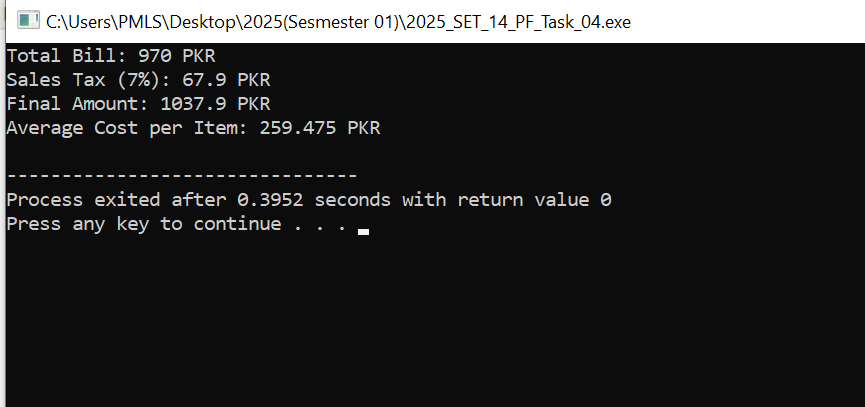 C:\Users\PMLS\Desktop\2025(Sesmester 01)\2025_SET_14_PF_Task_04.exe
Total Bill: 970 PKR
Sales Tax (7%): 67.9 PKR
Final Amount: 1037.9 PKR
Average Cost per Item: 259.475 PKR
--------------------------------
Process exited after 0.3952 seconds with return value 0
Press any key to continue . . .